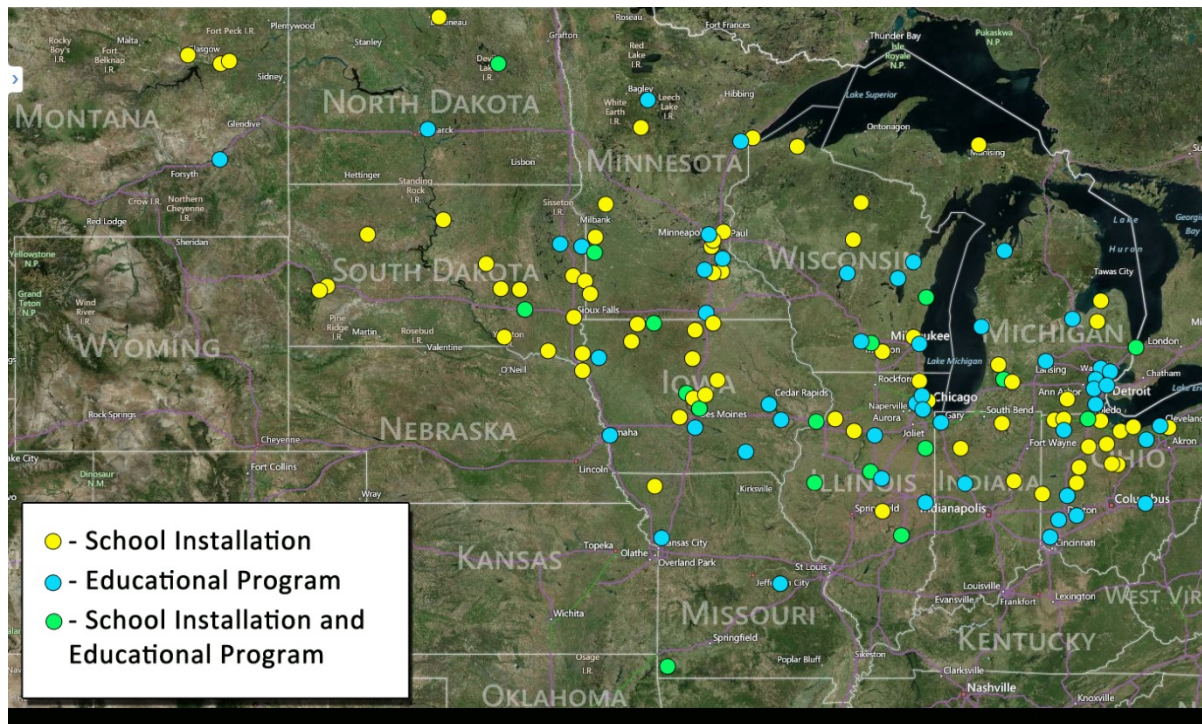 Roseau
Fort Frances
Pukaskwa
N.P.
Rocky
Boy's
I.R.
Malta
Fort Peck I.R.
Plentywood
Grafton
Thunder Bay
Isle
Royale
N.P.
Fort
Belknap
I.R.
Glasgow
Stanley
Red
Lake
I.R.
Sidney
Bagley
Leech
Lake
I.R.
Hibbing
Lake Superior
White
Earth
I.R.
Ontonagon
MONTANA
NORTH DAKOTA
Glendive
Forsyth
Lisbon
MINNESOTA
Hettinger
Standing
Rock
I.R.
Sisseton
I.R.
Crow I.R.
Northern
Cheyenne
I.R.
Red Lodge
Milbank
Minneapolis
Paul
Lake
Huron
Sheridan
WISCONSIN
Yellowstone
N.P.
SOUTH DAKOTA
Tawas City
Grand
Teton
N.P.
Wind
River
I.R.
Pine
Ridge I.R.
Martin
Rosebud
I.R.
Sioux Falls
MICHIGAN
WYOMING
Valentine
O'Neill
Milwaukee
Lake Michigan
London
Lansing
Chatham
IOWA
Rockford
Ann Arbor
Detroit
Rock Springs
Cedar Rapids
Naperville
Aurora
Chicago
Gary
South Bend
Toledo
Cleveland
Cheyenne
NEBRASKA
Des Moines
Omaha
Joliet
Fort Wayne
Akron
Salt Lake
City
Fort Collins
Lincoln
OHIO
Dinosaur
N.M.
Wray
Kirksville
ILLINOIS
INDIANA
Columbus
Springfield
Indianapolis
Dayton
Cincinnati
KANSAS
Topeka
Olathe
Kansas City
Overland Park
St Louis
Jefferson City
Louisville
Evansville
Frankfort
Lexington
WEST VIR
Wichita
MISSOURI
KENTUCKY
Springfield
Osage
I.R.
Poplar Bluff
Sikeston
Clarksville
OKLAHOMA
Nashville
Knoxville
- School Installation
- Educational Program
- School Installation and
Educational Program